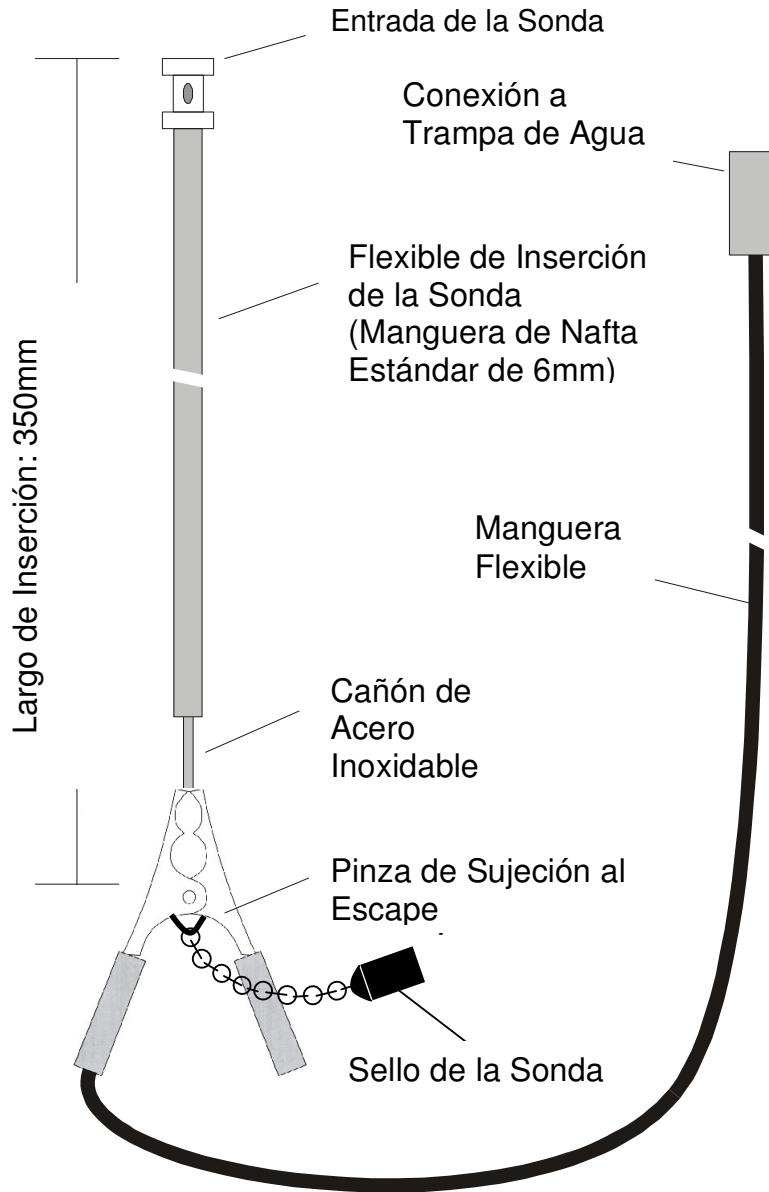 Entrada de la Sonda
Conexión a
Trampa de Agua
Flexible de Inserción
de la Sonda
(Manguera de Nafta
Estándar de 6mm)
Largo de Inserción: 350mm
Manguera
Flexible
Cañón de
Acero
Inoxidable
Pinza de Sujeción al
Escape
Sello de la Sonda